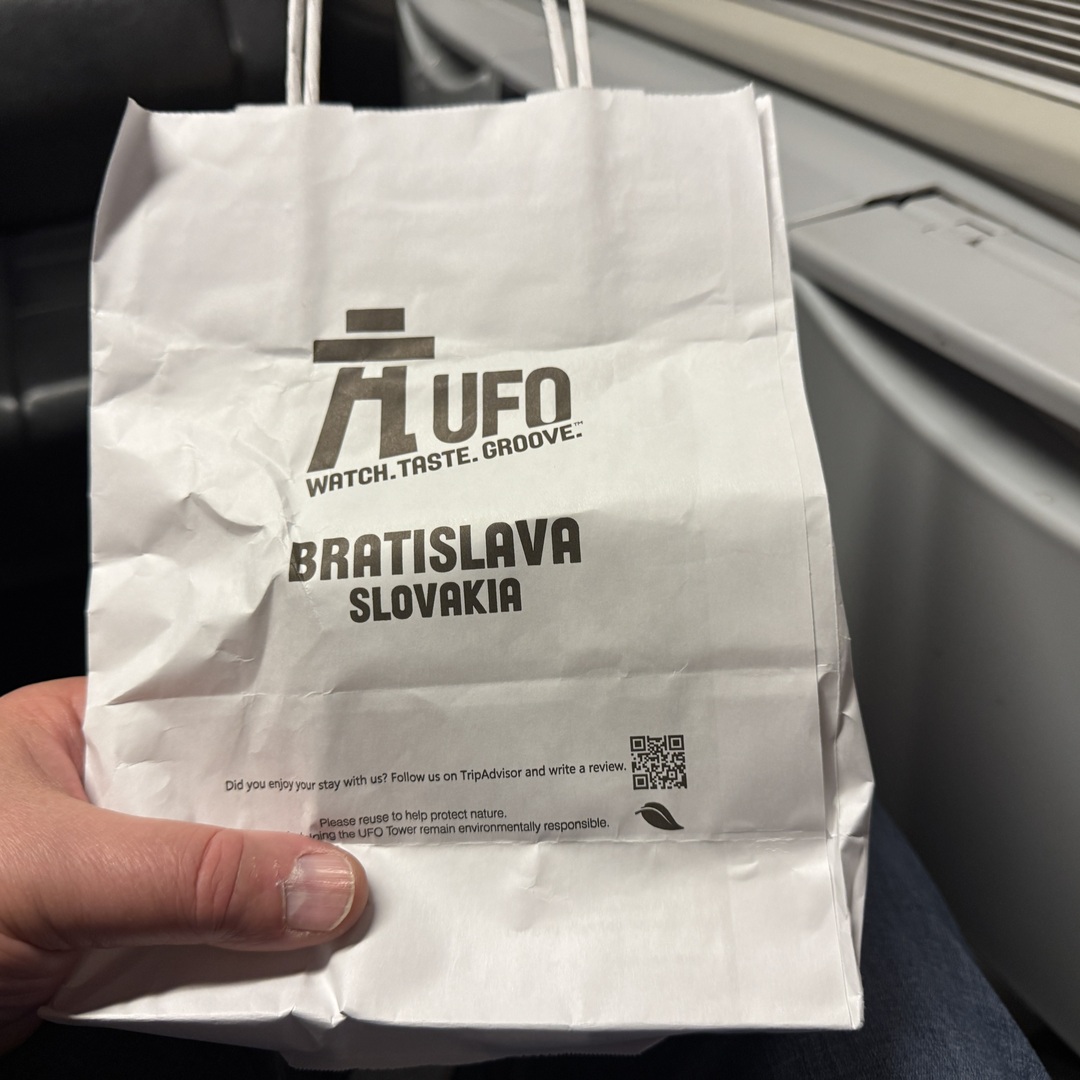 UFO
WATCH. TASTE. GROOVE.™
BRATISLAVA
SLOVAKIA
Did you enjoy your stay with us? Follow us on TripAdvisor and write a review.
Please reuse to help protect nature.
the UFO Tower remain environmentally responsible.